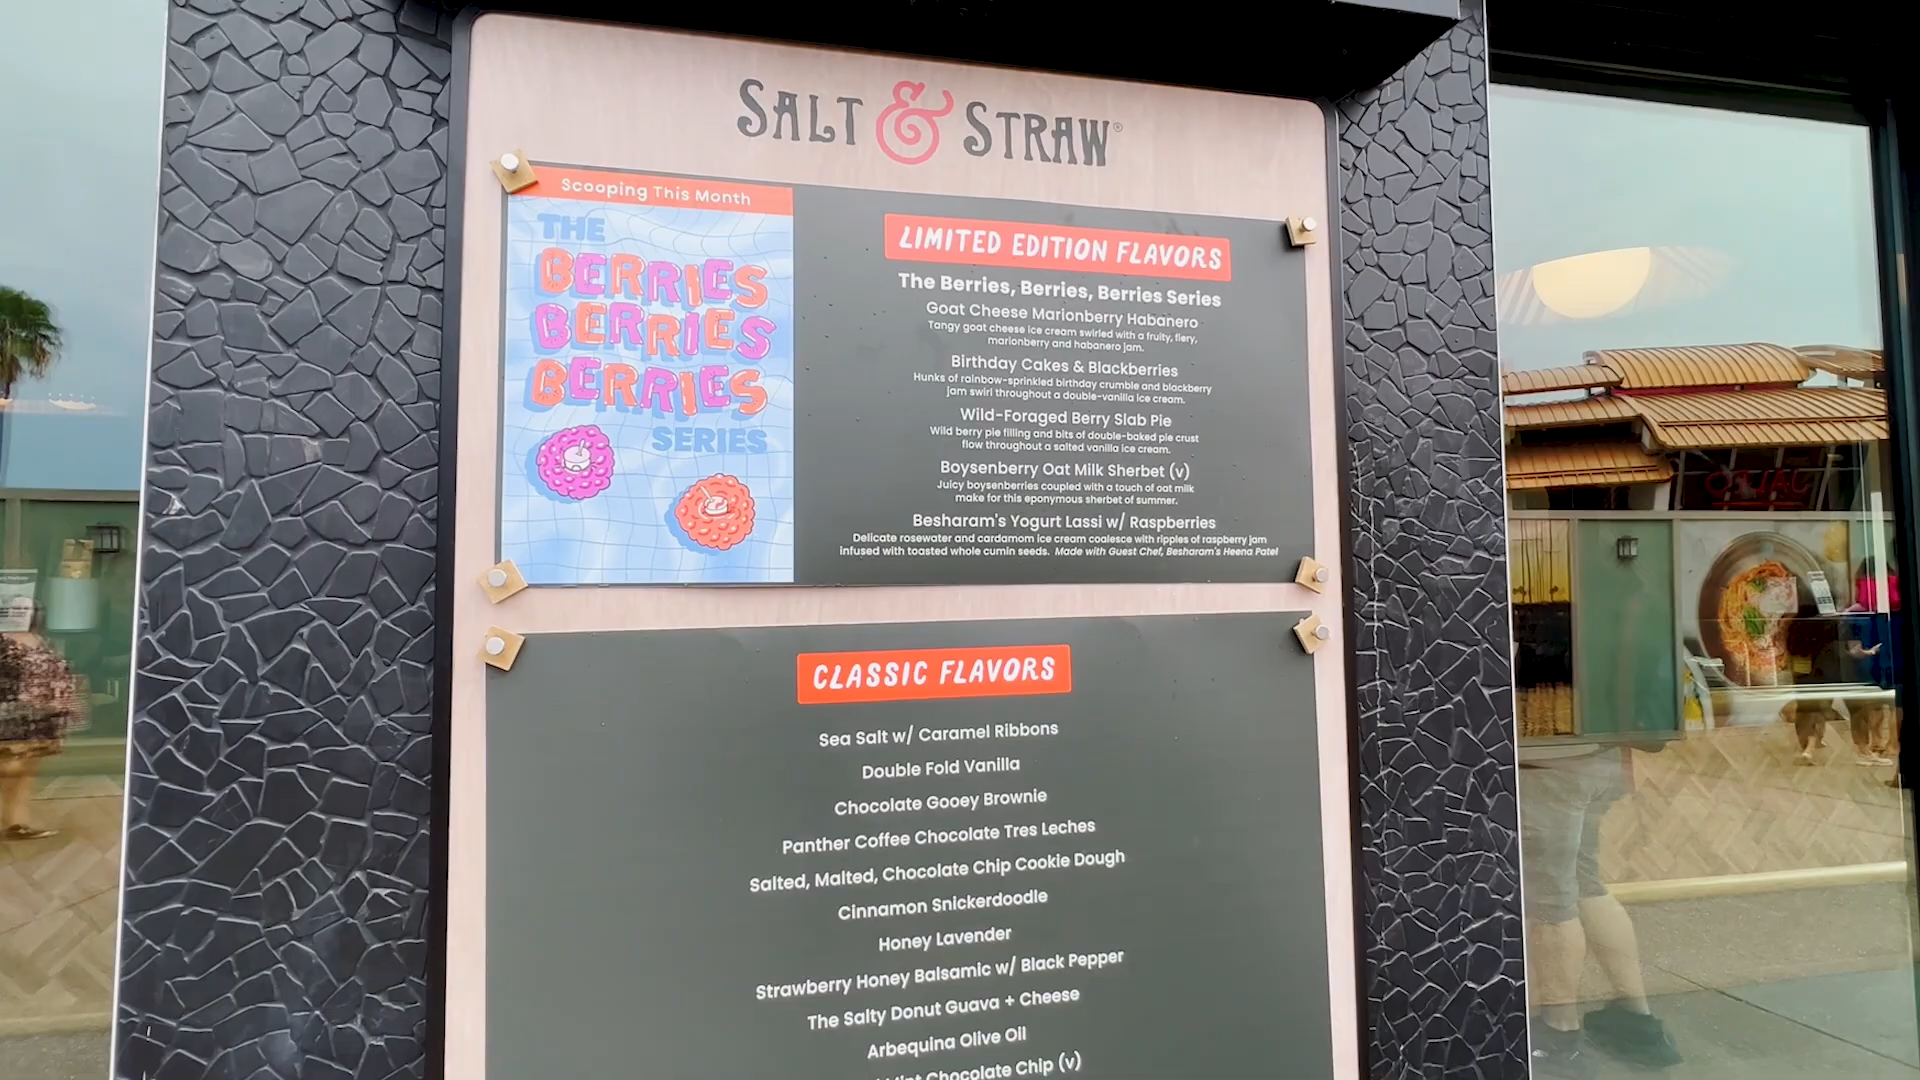 SALT & STRAW®
Scooping This Month
THE
BERRIES
BERRIES
BERRIES
SERIES
LIMITED EDITION FLAVORS
The Berries, Berries, Berries Series
Goat Cheese Marionberry Habanero
Tangy goat cheese ice cream swirled with a fruity, fiery,
marionberry and habanero jam.
Birthday Cakes & Blackberries
Hunks of rainbow-sprinkled birthday crumble and blackberry
jam swirl throughout a double-vanilla ice cream.
Wild-Foraged Berry Slab Pie
Wild berry pie filling and bits of double-baked pie crust
flow throughout a salted vanilla ice cream.
Boysenberry Oat Milk Sherbet (v)
Juicy boysenberries coupled with a touch of oat milk
make for this eponymous sherbet of summer.
Besharam's Yogurt Lassi w/ Raspberries
Delicate rosewater and cardamom ice cream coalesce with ripples of raspberry jam
infused with toasted whole cumin seeds. Made with Guest Chef, Besharam's Heena Patel
CLASSIC FLAVORS
Sea Salt w/ Caramel Ribbons
Double Fold Vanilla
Chocolate Gooey Brownie
Panther Coffee Chocolate Tres Leches
Salted, Malted, Chocolate Chip Cookie Dough
Cinnamon Snickerdoodle
Honey Lavender
Strawberry Honey Balsamic w/ Black Pepper
The Salty Donut Guava + Cheese
Arbequina Olive Oil
Mint Chocolate Chip (v)